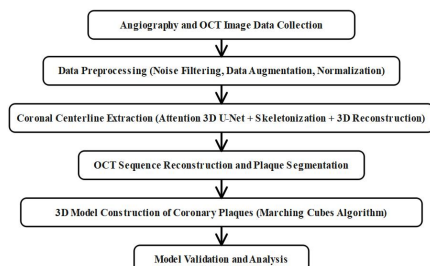 Angiography and OCT Image Data Collection
Data Preprocessing (Noise Filtering, Data Augmentation, Normalization)
Coronal Centerline Extraction (Attention 3D U-Net + Skeletonization + 3D Reconstruction)
OCT Sequence Reconstruction and Plaque Segmentation
3D Model Construction of Coronary Plaques (Marching Cubes Algorithm)
Model Validation and Analysis